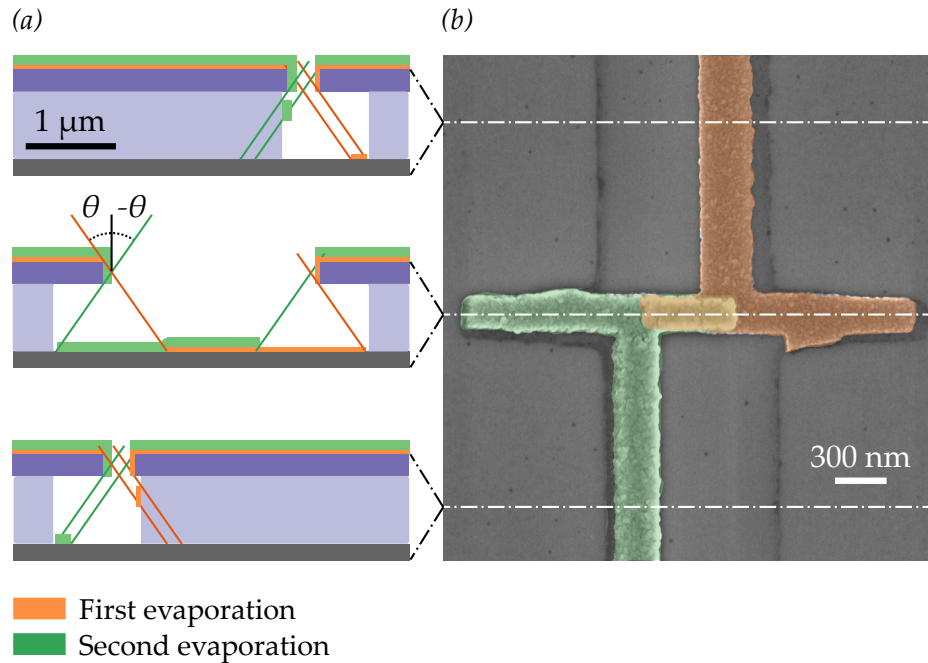 (a)
(b)
1 μm
θ -θ
300 nm
First evaporation
Second evaporation